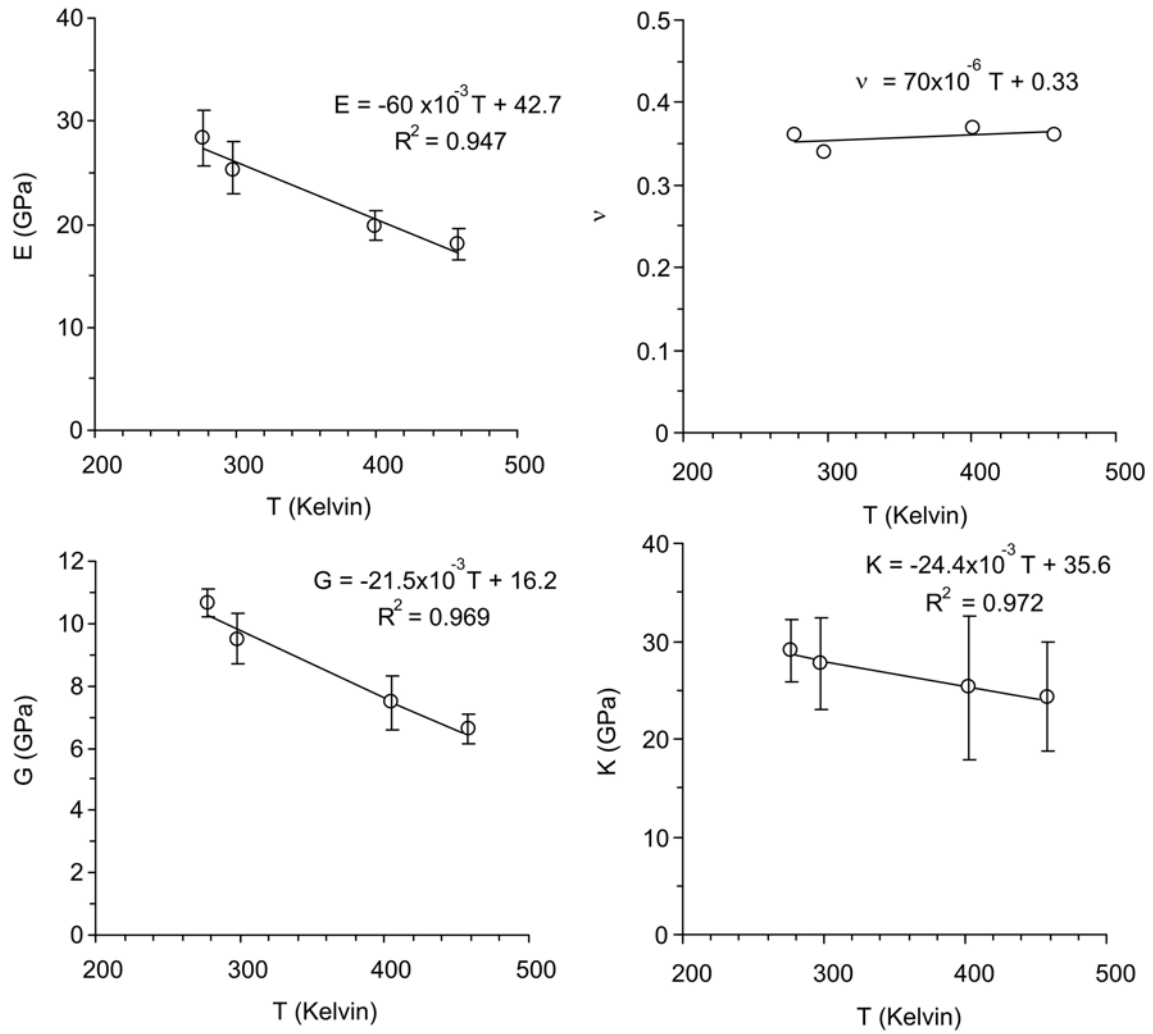 40
30
20
10
0
E (GPa)
E = -60 x10⁻³ T + 42.7
R² = 0.947
200 300 400 500
T (Kelvin)
0.5
0.4
0.3
0.2
0.1
0
ν
ν = 70x10⁻⁶ T + 0.33
200 300 400 500
T (Kelvin)
12
10
8
6
4
2
0
G (GPa)
G = -21.5x10⁻³ T + 16.2
R² = 0.969
200 300 400 500
T (Kelvin)
40
30
20
10
0
K (GPa)
K = -24.4x10⁻³ T + 35.6
R² = 0.972
200 300 400 500
T (Kelvin)